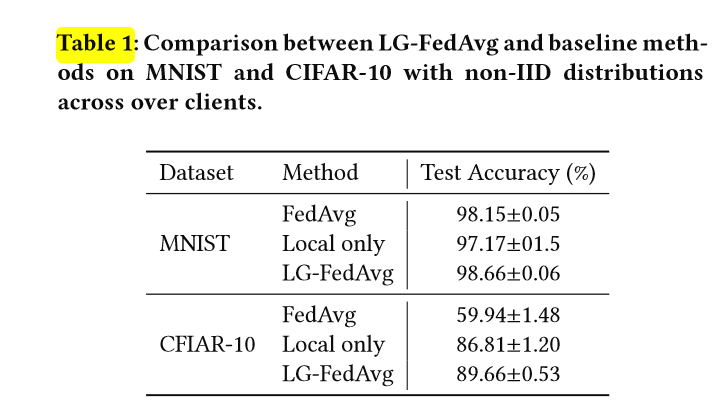 Table 1: Comparison between LG-FedAvg and baseline meth-
ods on MNIST and CIFAR-10 with non-IID distributions
across over clients.
Dataset Method Test Accuracy (%)
FedAvg 98.15±0.05
MNIST Local only 97.17±01.5
LG-FedAvg 98.66±0.06
FedAvg 59.94±1.48
CFIAR-10 Local only 86.81±1.20
LG-FedAvg 89.66±0.53